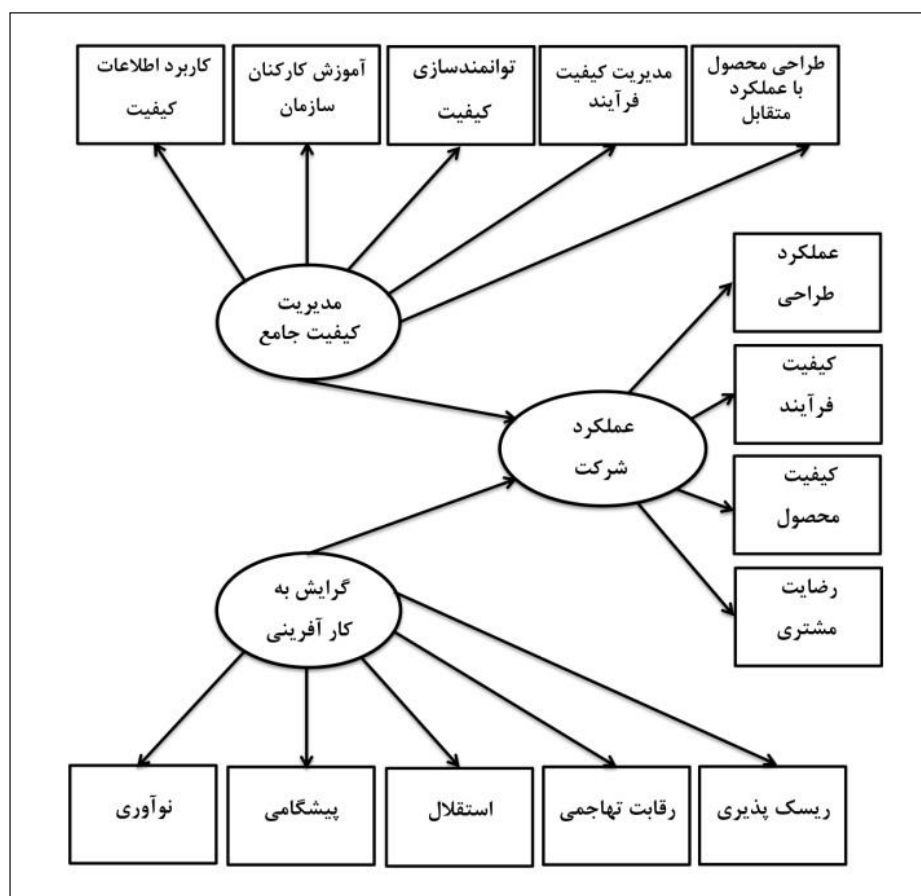 طراحی محصول
با عملکرد
متقابل
مدیریت کیفیت
فرآیند
توانمندسازی
کیفیت
آموزش کارکنان
سازمان
کاربرد اطلاعات
کیفیت
مدیریت
کیفیت جامع
عملکرد
طراحی
کیفیت
فرآیند
عملکرد
شرکت
کیفیت
محصول
رضایت
مشتری
گرایش به
کار آفرینی
ریسک پذیری
رقابت تهاجمی
استقلال
پیشگامی
نوآوری